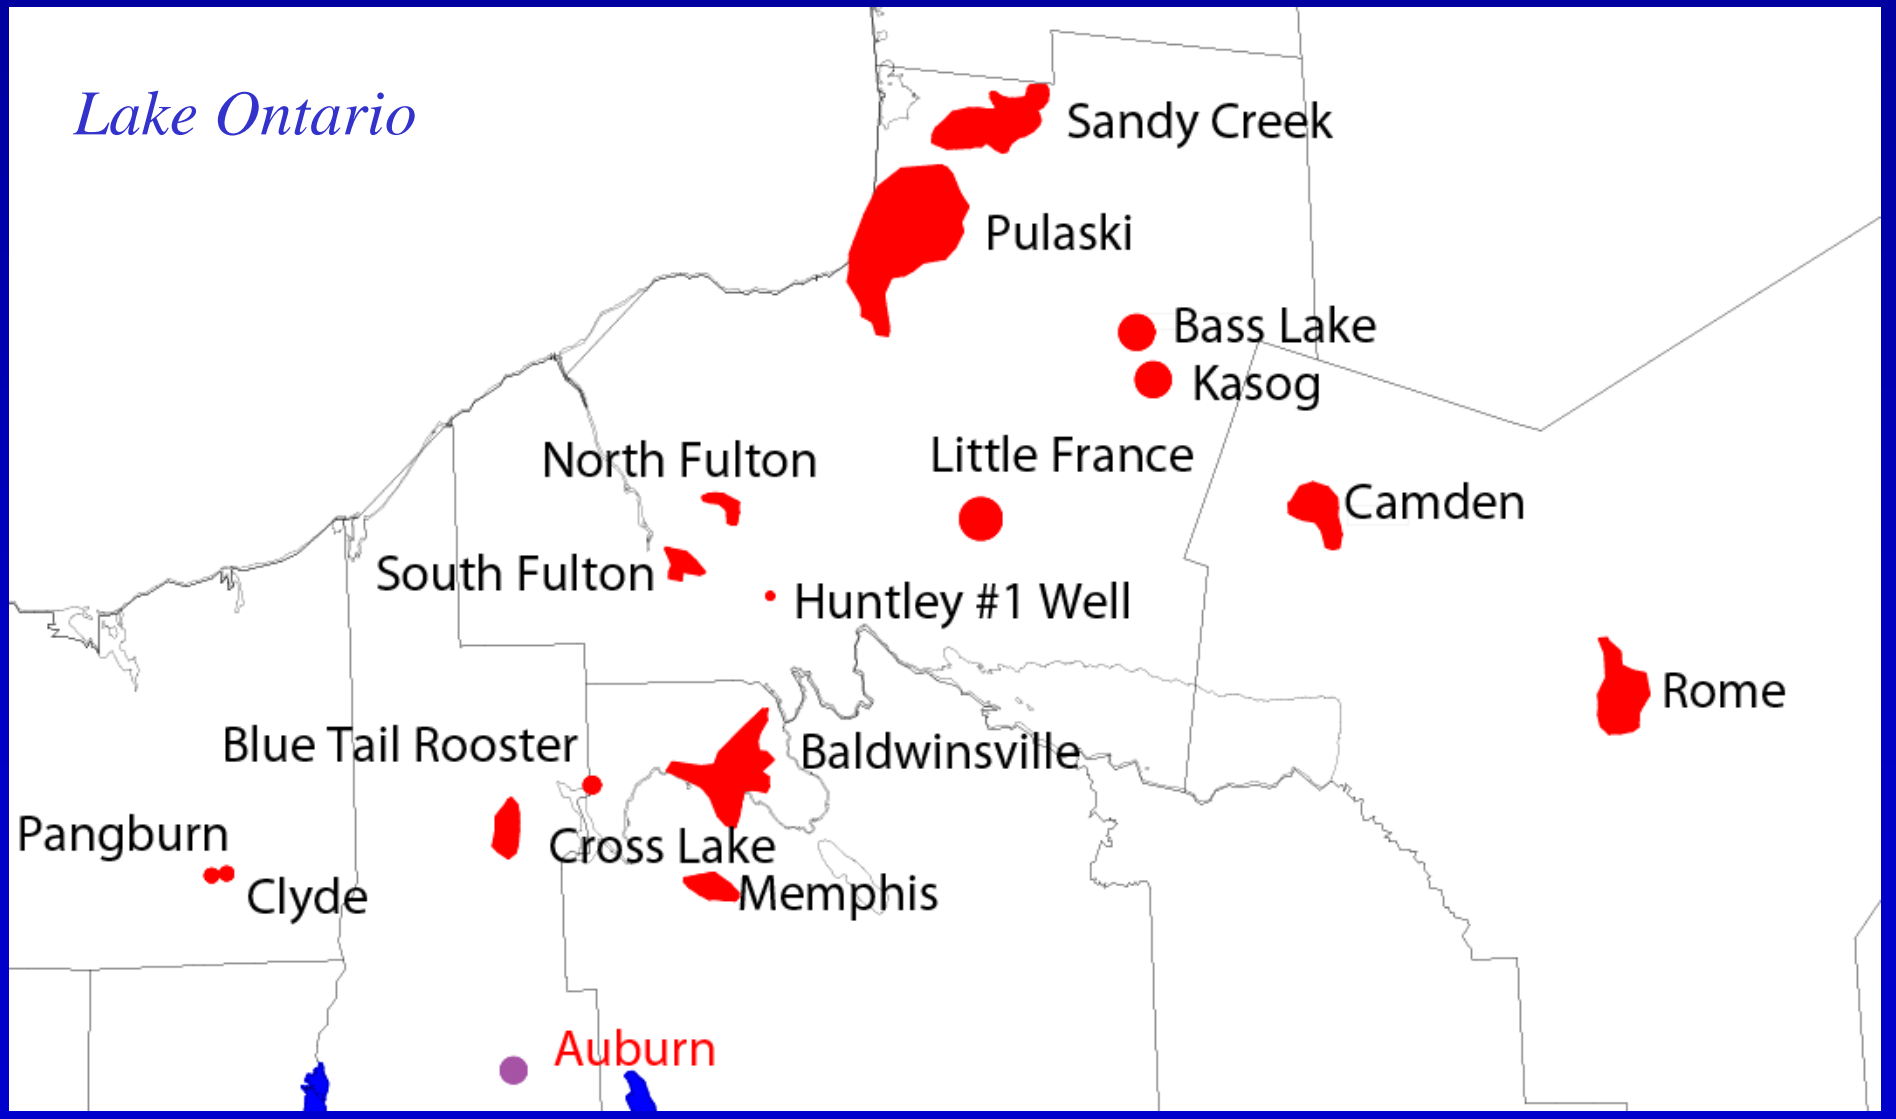 Lake Ontario
Sandy Creek
Pulaski
Bass Lake
Kasog
North Fulton
Little France
Camden
South Fulton
Huntley #1 Well
Rome
Blue Tail Rooster
Baldwinsville
Pangburn
Cross Lake
Clyde
Memphis
Auburn